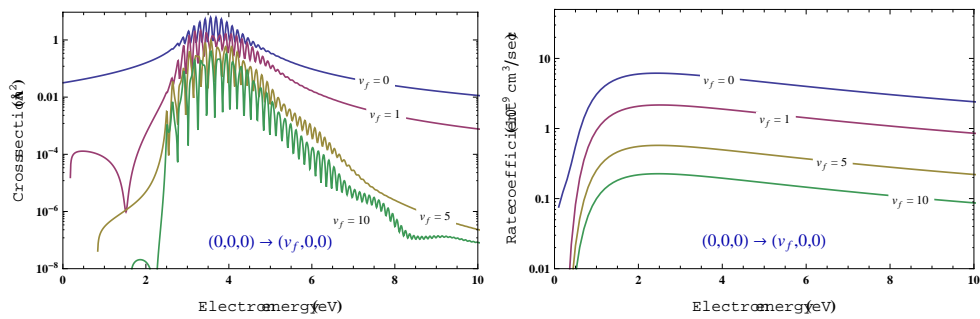 Cross section (Å²)
1
0.01
10⁻⁴
10⁻⁶
10⁻⁸
v_f = 0
v_f = 1
v_f = 10
v_f = 5
(0,0,0) → (v_f,0,0)
0 2 4 6 8 10
Electron energy (eV)
Rate coefficient (10⁻⁹ cm³/sec)
10
1
0.1
0.01
v_f = 0
v_f = 1
v_f = 5
v_f = 10
(0,0,0) → (v_f,0,0)
0 2 4 6 8 10
Electron energy (eV)